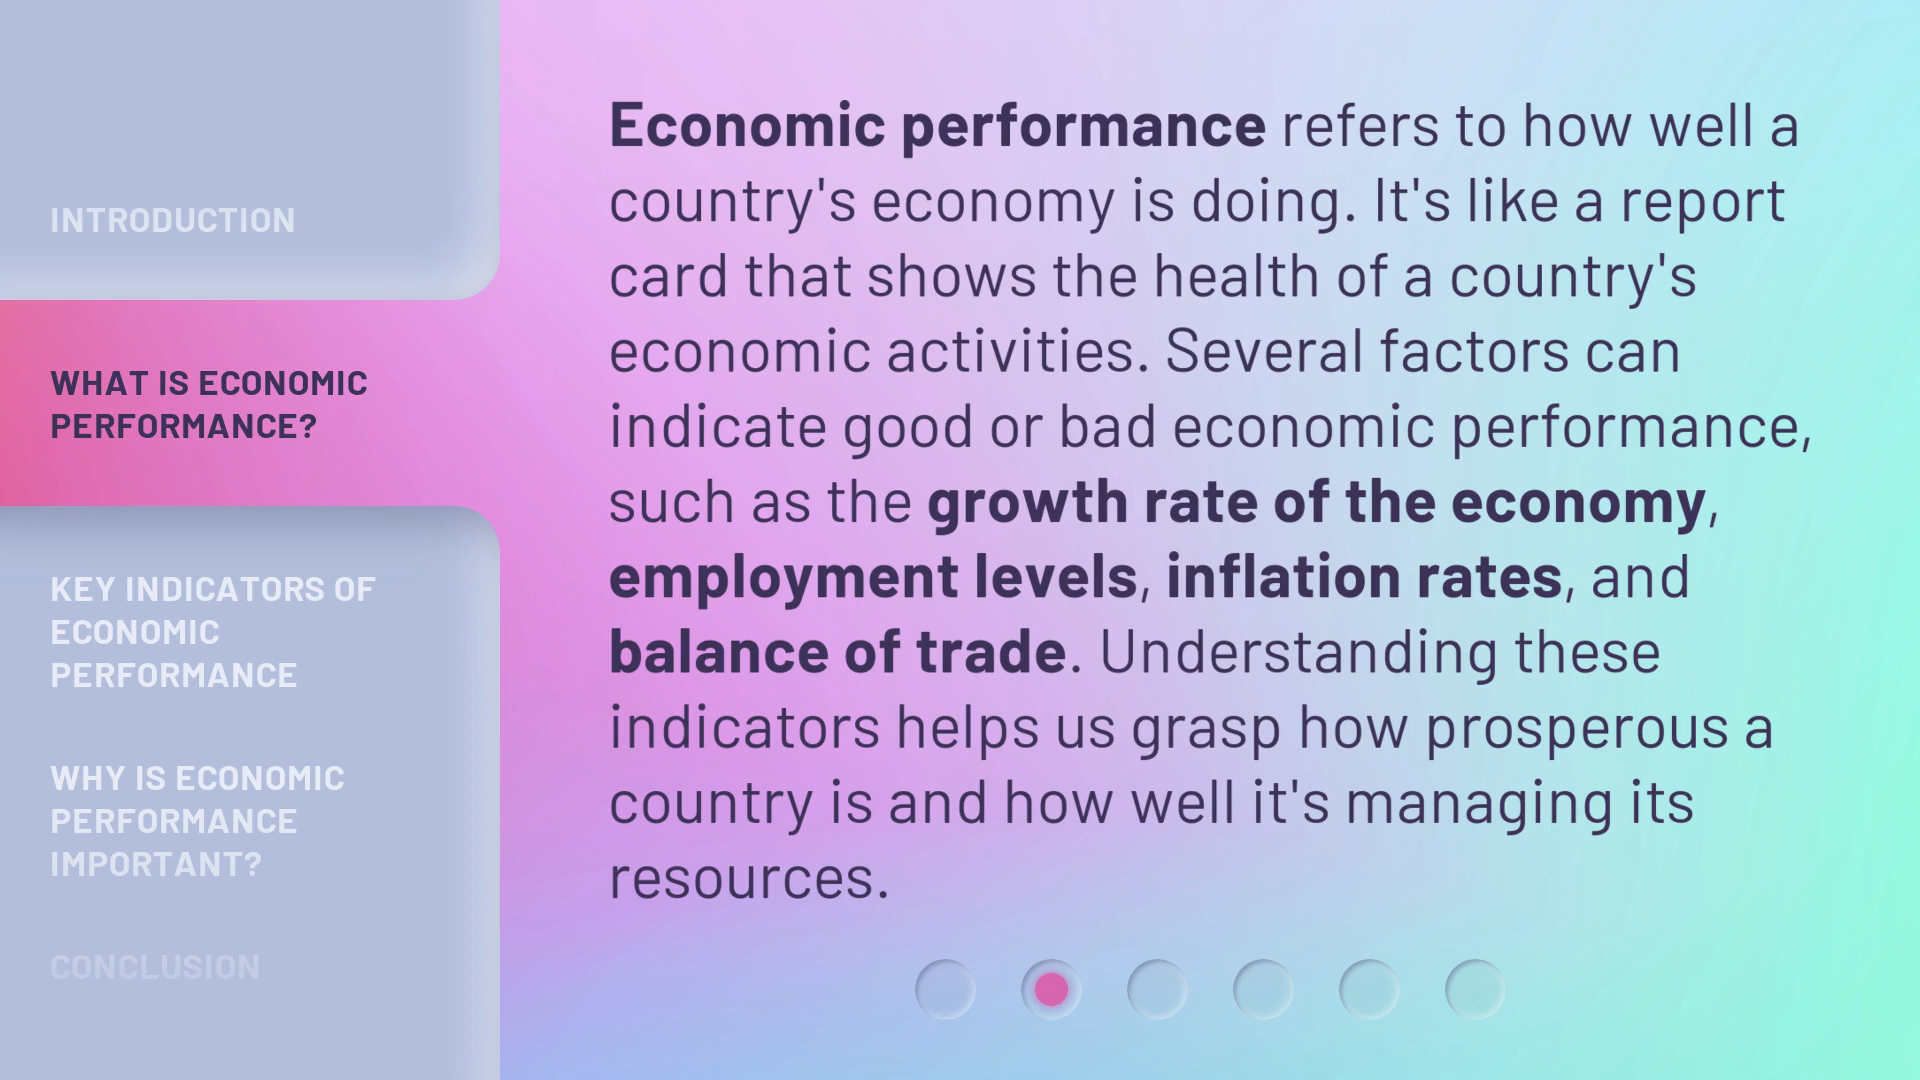 INTRODUCTION
WHAT IS ECONOMIC
PERFORMANCE?
KEY INDICATORS OF
ECONOMIC
PERFORMANCE
WHY IS ECONOMIC
PERFORMANCE
IMPORTANT?
CONCLUSION
Economic performance refers to how well a
country's economy is doing. It's like a report
card that shows the health of a country's
economic activities. Several factors can
indicate good or bad economic performance,
such as the growth rate of the economy,
employment levels, inflation rates, and
balance of trade. Understanding these
indicators helps us grasp how prosperous a
country is and how well it's managing its
resources.